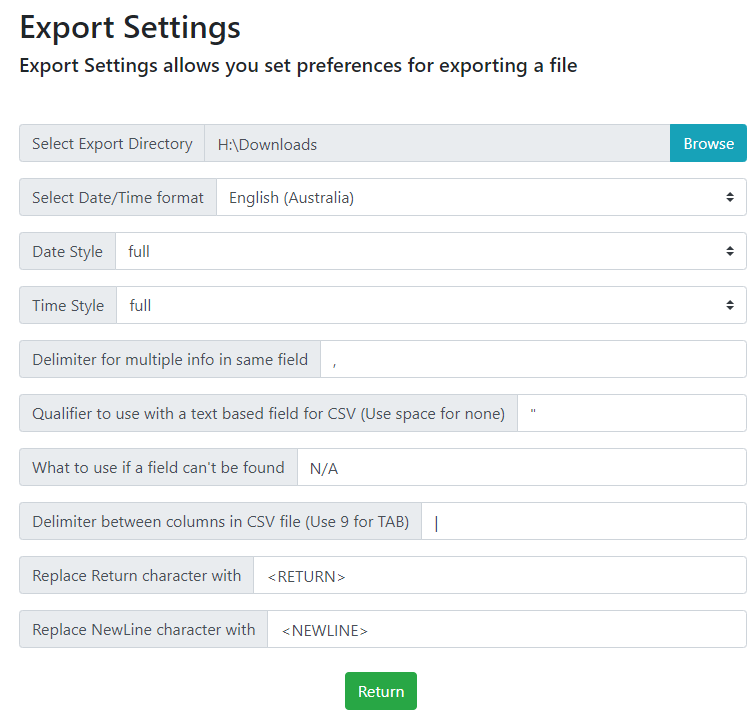 Export Settings
Export Settings allows you set preferences for exporting a file
Select Export Directory H:\Downloads Browse
Select Date/Time format English (Australia)
Date Style full
Time Style full
Delimiter for multiple info in same field ,
Qualifier to use with a text based field for CSV (Use space for none) "
What to use if a field can't be found N/A
Delimiter between columns in CSV file (Use 9 for TAB) |
Replace Return character with <RETURN>
Replace NewLine character with <NEWLINE>
Return